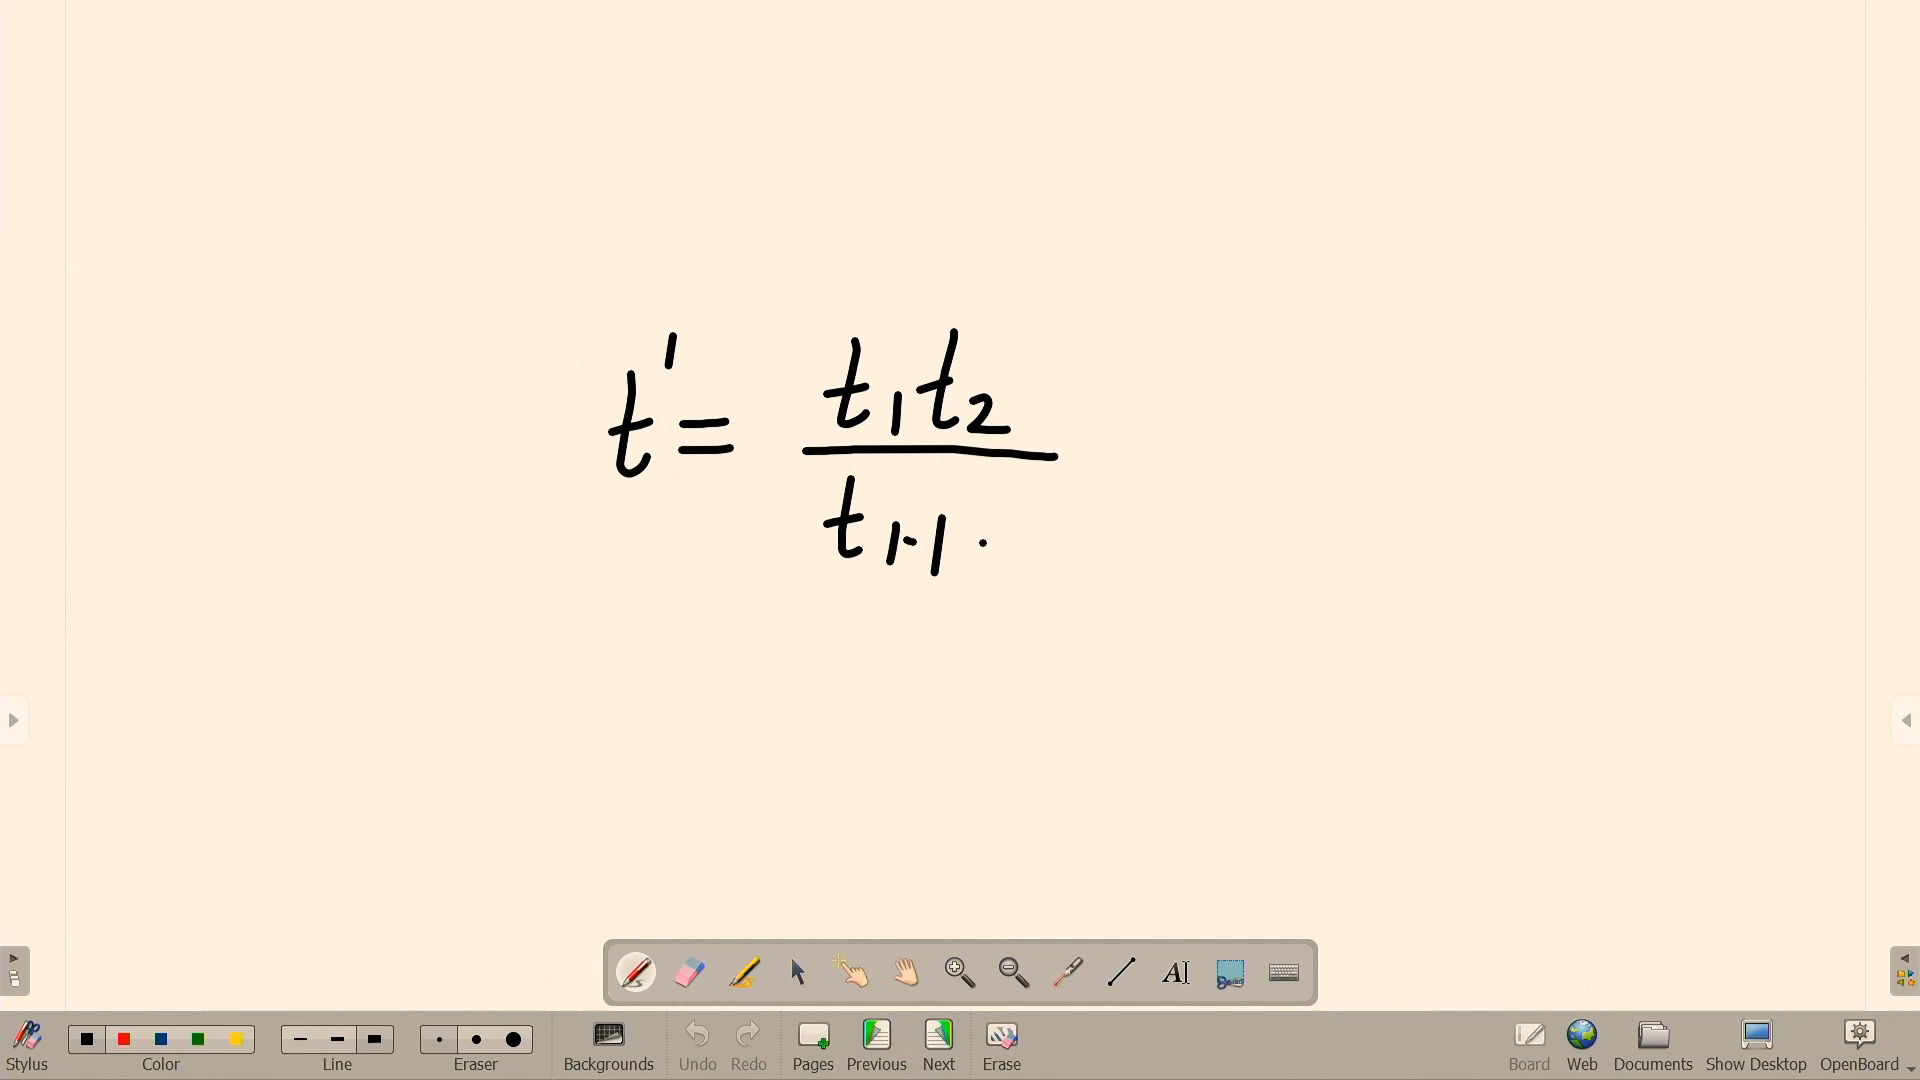 t' = t₁t₂
t₁-1 .
Stylus
Color
Line
Eraser
Backgrounds
Undo
Redo
Pages
Previous
Next
Erase
Board
Web
Documents
Show Desktop
OpenBoard